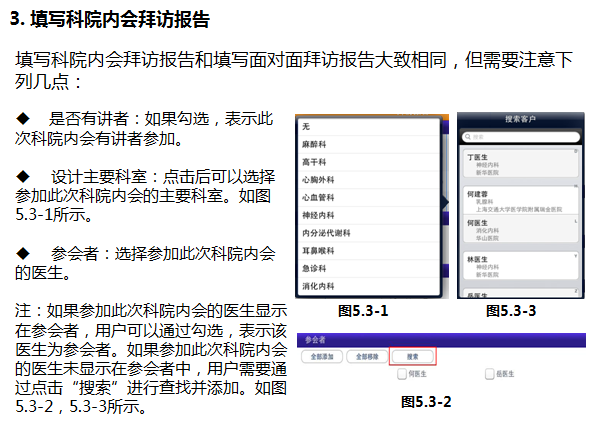 3. 填写科院内会拜访报告
填写科院内会拜访报告和填写面对面拜访报告大致相同，但需要注意下
列几点：
◆ 是否有讲者：如果勾选，表示此
次科院内会有讲者参加。
◆ 设计主要科室：点击后可以选择
参加此次科院内会的主要科室。如图
5.3-1所示。
◆ 参会者：选择参加此次科院内会
的医生。
注：如果参加此次科院内会的医生显示
在参会者，用户可以通过勾选，表示该
医生为参会者。如果参加此次科院内会
的医生未显示在参会者中，用户需要通
过点击“搜索”进行查找并添加。如图
5.3-2，5.3-3所示。
无
麻醉科
高干科
心胸外科
心血管科
神经内科
内分泌代谢科
耳鼻喉科
急诊科
消化内科
图5.3-1
搜索客户
搜索
丁医生
神经内科
新华医院
何建蓉
乳腺科
上海交通大学医学院附属瑞金医院
何医生
消化内科
华山医院
林医生
神经内科
新华医院
岳医生
图5.3-3
参会者
全部添加 全部移除 搜索
何医生 岳医生
图5.3-2